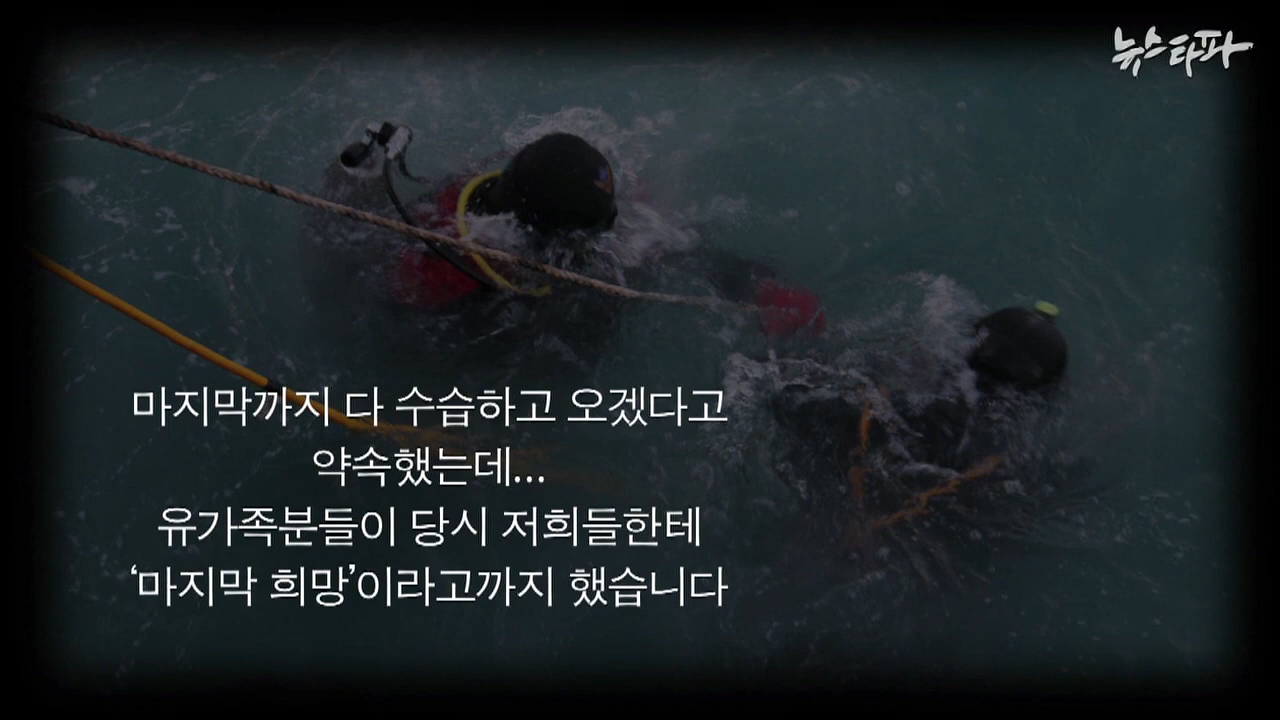 뉴스타파
마지막까지 다 수습하고 오겠다고
약속했는데...
유가족분들이 당시 저희들한테
‘마지막 희망’이라고까지 했습니다